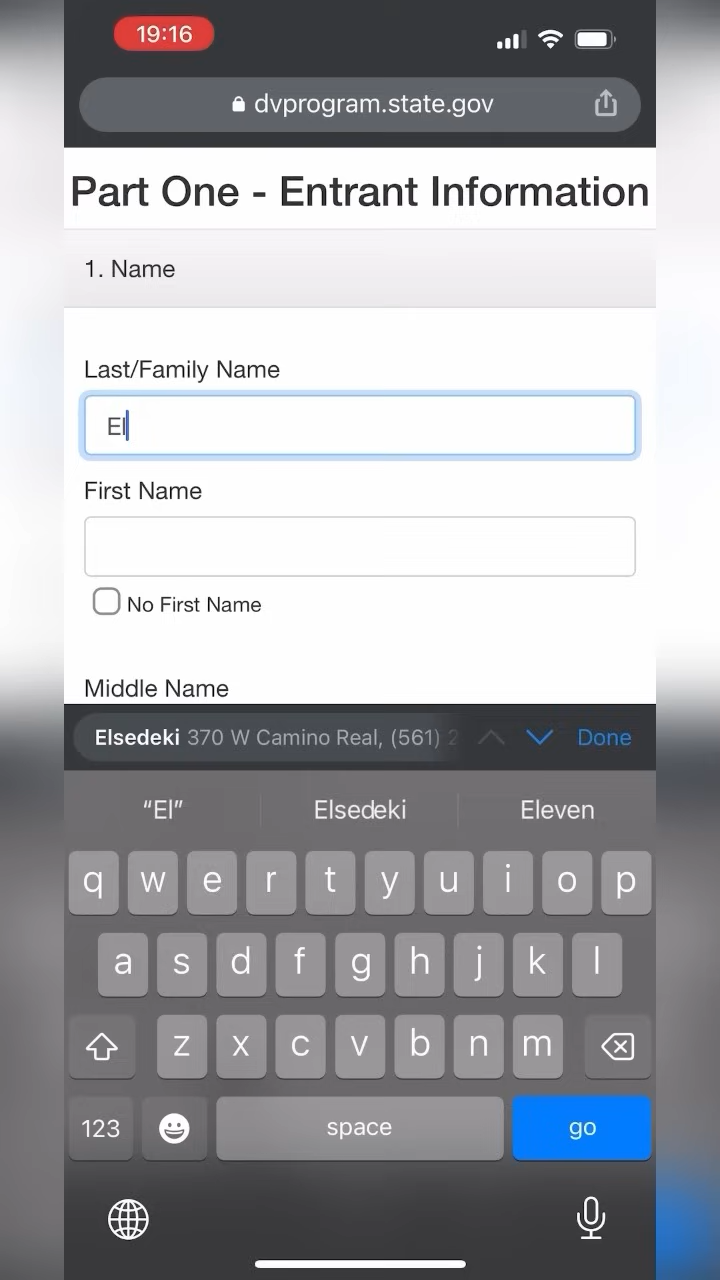 19:16
dvprogram.state.gov
Part One - Entrant Information
1. Name
Last/Family Name
El
First Name
No First Name
Middle Name
Elsedeki 370 W Camino Real, (561) 2
Done
“El” Elsedeki Eleven
q w e r t y u i o p
a s d f g h j k l
z x c v b n m
123 space go